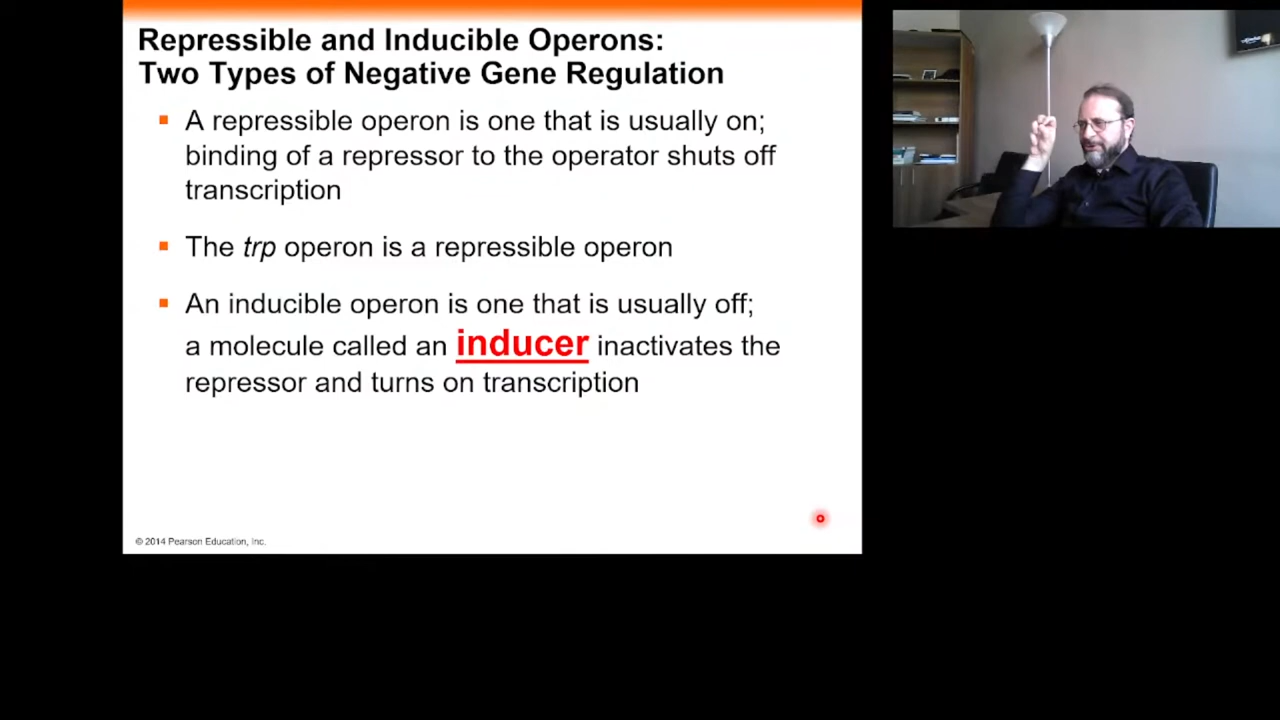 Repressible and Inducible Operons:
Two Types of Negative Gene Regulation
A repressible operon is one that is usually on;
binding of a repressor to the operator shuts off
transcription
The trp operon is a repressible operon
An inducible operon is one that is usually off;
a molecule called an inducer inactivates the
repressor and turns on transcription
© 2014 Pearson Education, Inc.